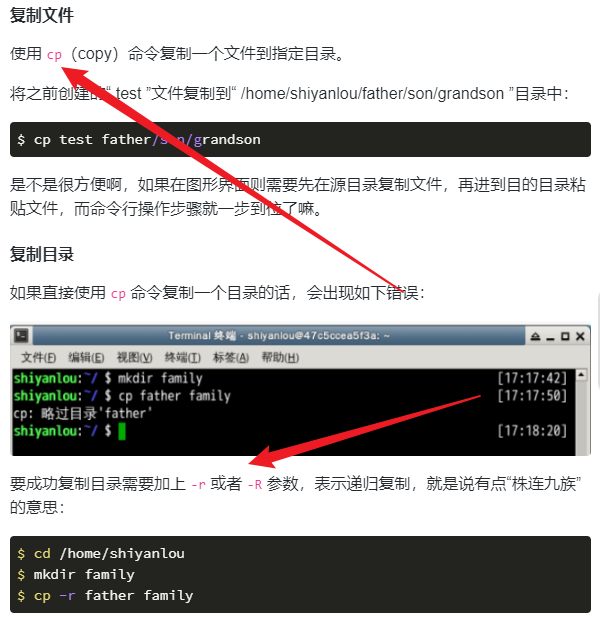 复制文件
使用 cp（copy）命令复制一个文件到指定目录。
将之前创建的“ test ”文件复制到“ /home/shiyanlou/father/son/grandson ”目录中：
$ cp test father/son/grandson
是不是很方便啊，如果在图形界面则需要先在源目录复制文件，再进到目的目录粘
贴文件，而命令行操作步骤就一步到位了嘛。
复制目录
如果直接使用 cp 命令复制一个目录的话，会出现如下错误：
Terminal 终端 - shiyanlou@47c5ccea5f3a: ~
文件(F) 编辑(E) 视图(V) 终端(T) 标签(A) 帮助(H)
shiyanlou:~/ $ mkdir family [17:17:42]
shiyanlou:~/ $ cp father family [17:17:50]
cp: 略过目录'father'
shiyanlou:~/ $ [17:18:20]
要成功复制目录需要加上 -r 或者 -R 参数，表示递归复制，就是说有点“株连九族”
的意思：
$ cd /home/shiyanlou
$ mkdir family
$ cp -r father family